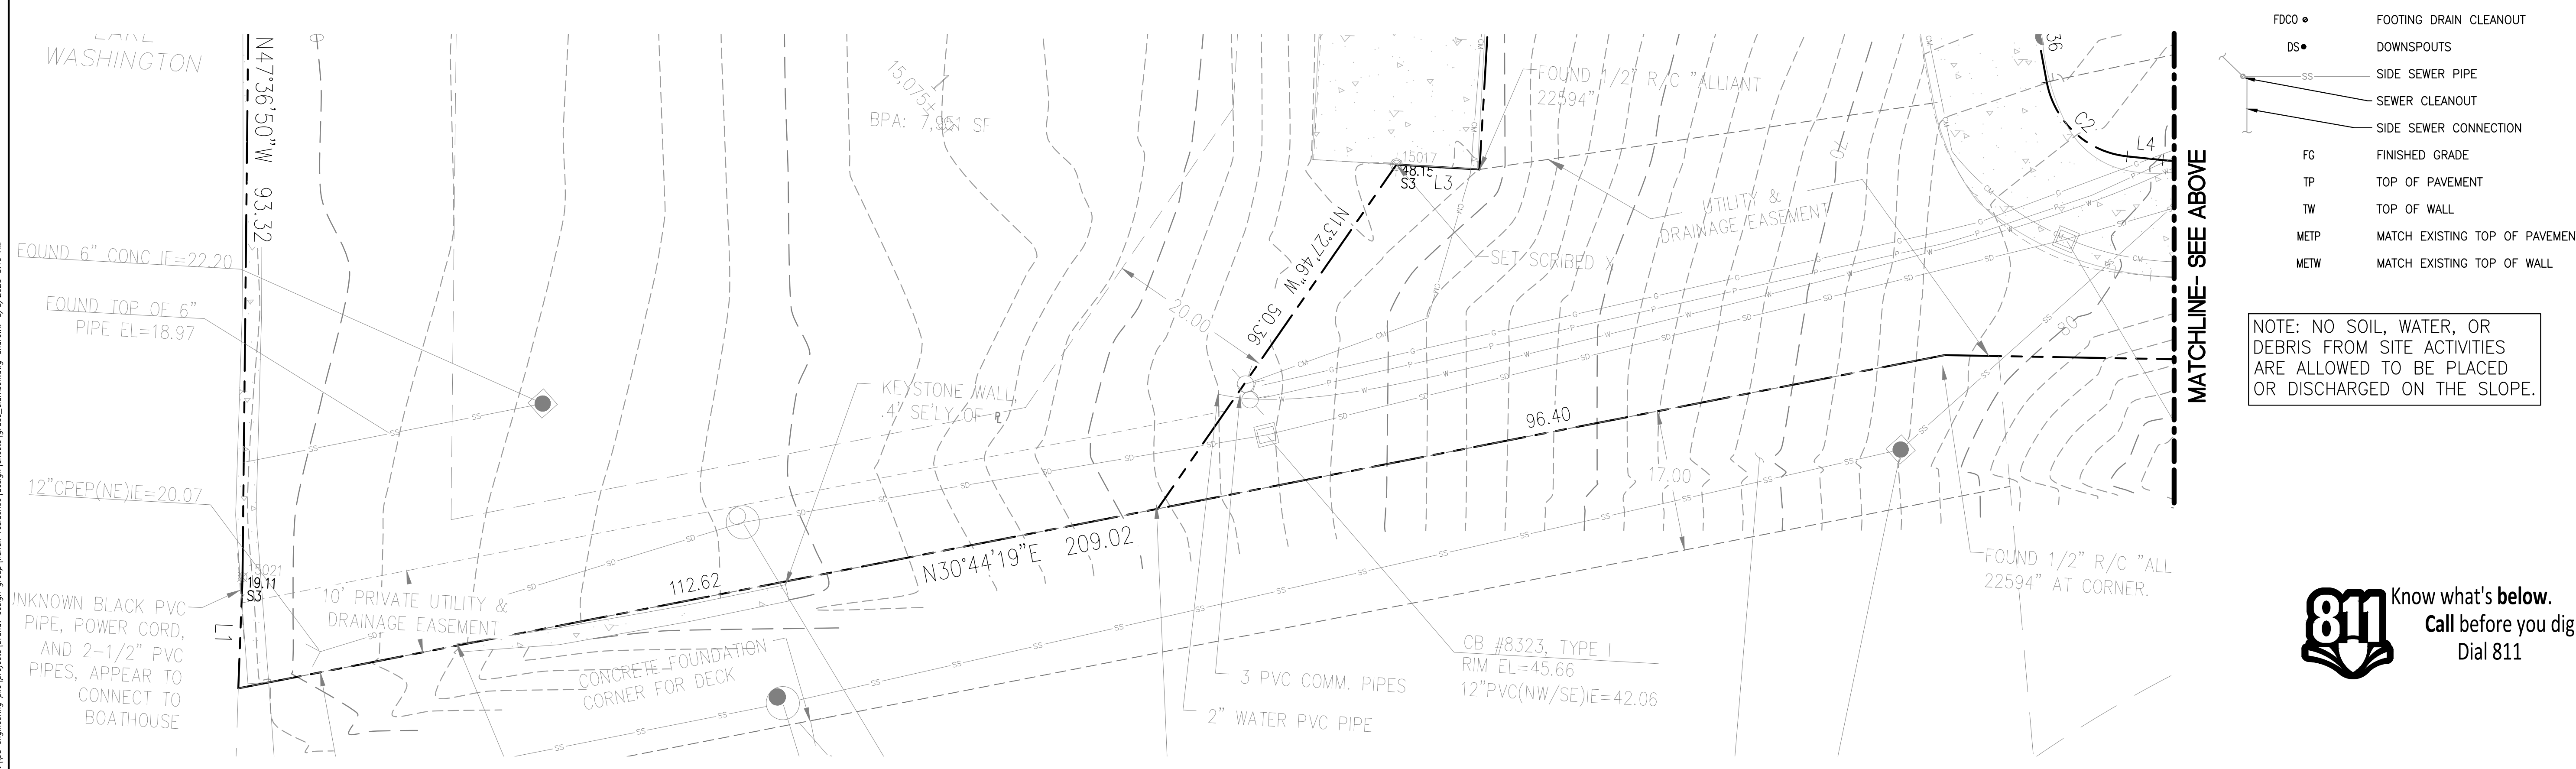 WASHINGTON
N47°36'50"W 93.32
15,075±
BPA: 7,951 SF
FOUND 6" CONC IE=22.20
FOUND TOP OF 6"
PIPE EL=18.97
12"CPEP(NE)IE=20.07
15021
19.11
S3
L1
UNKNOWN BLACK PVC
PIPE, POWER CORD,
AND 2-1/2" PVC
PIPES, APPEAR TO
CONNECT TO
BOATHOUSE
10' PRIVATE UTILITY &
DRAINAGE EASEMENT
KEYSTONE WALL,
.4' SE'LY OF PL
112.62
N30°44'19"E 209.02
CONCRETE FOUNDATION
CORNER FOR DECK
20.00
N13°27'46"W 50.36
15017
48.15
S3
L3
FOUND 1/2" R/C "ALLIANT
22594"
SET SCRIBED X
UTILITY &
DRAINAGE EASEMENT
96.40
17.00
3 PVC COMM. PIPES
2" WATER PVC PIPE
CB #8323, TYPE I
RIM EL=45.66
12"PVC(NW/SE)IE=42.06
FOUND 1/2" R/C "ALL
22594" AT CORNER.
36
C2
L4
80
MATCHLINE- SEE ABOVE
FDCO FOOTING DRAIN CLEANOUT
DS DOWNSPOUTS
SS SIDE SEWER PIPE
SEWER CLEANOUT
SIDE SEWER CONNECTION
FG FINISHED GRADE
TP TOP OF PAVEMENT
TW TOP OF WALL
METP MATCH EXISTING TOP OF PAVEMEN
METW MATCH EXISTING TOP OF WALL
NOTE: NO SOIL, WATER, OR
DEBRIS FROM SITE ACTIVITIES
ARE ALLOWED TO BE PLACED
OR DISCHARGED ON THE SLOPE.
811
Know what's below.
Call before you dig
Dial 811